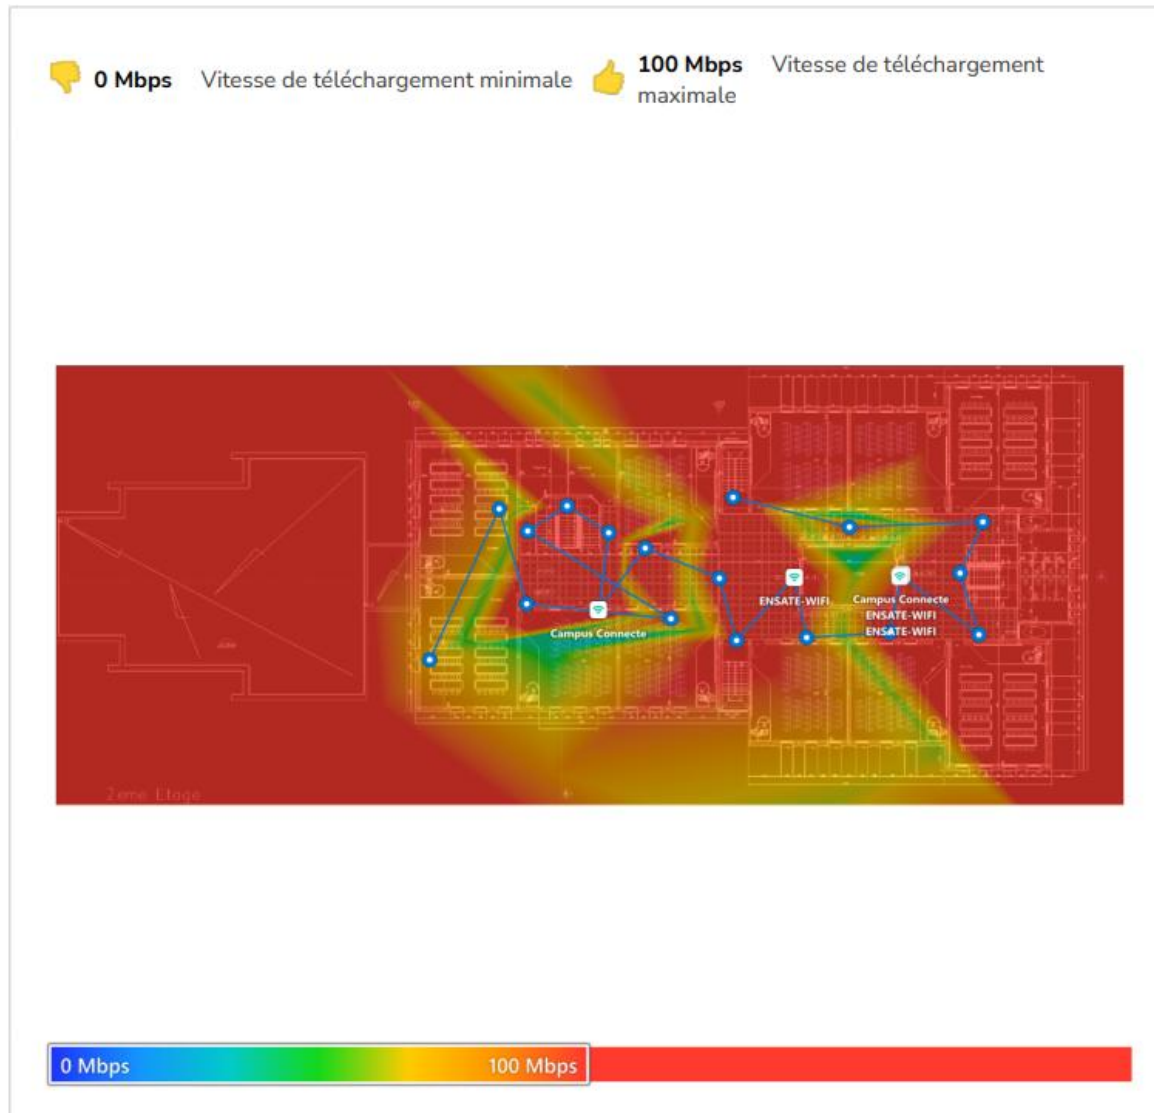 0 Mbps Vitesse de téléchargement minimale
100 Mbps Vitesse de téléchargement
maximale
ENSATE-WIFI
Campus Connecte
ENSATE-WIFI
ENSATE-WIFI
Campus Connecte
2eme Etage
0 Mbps 100 Mbps